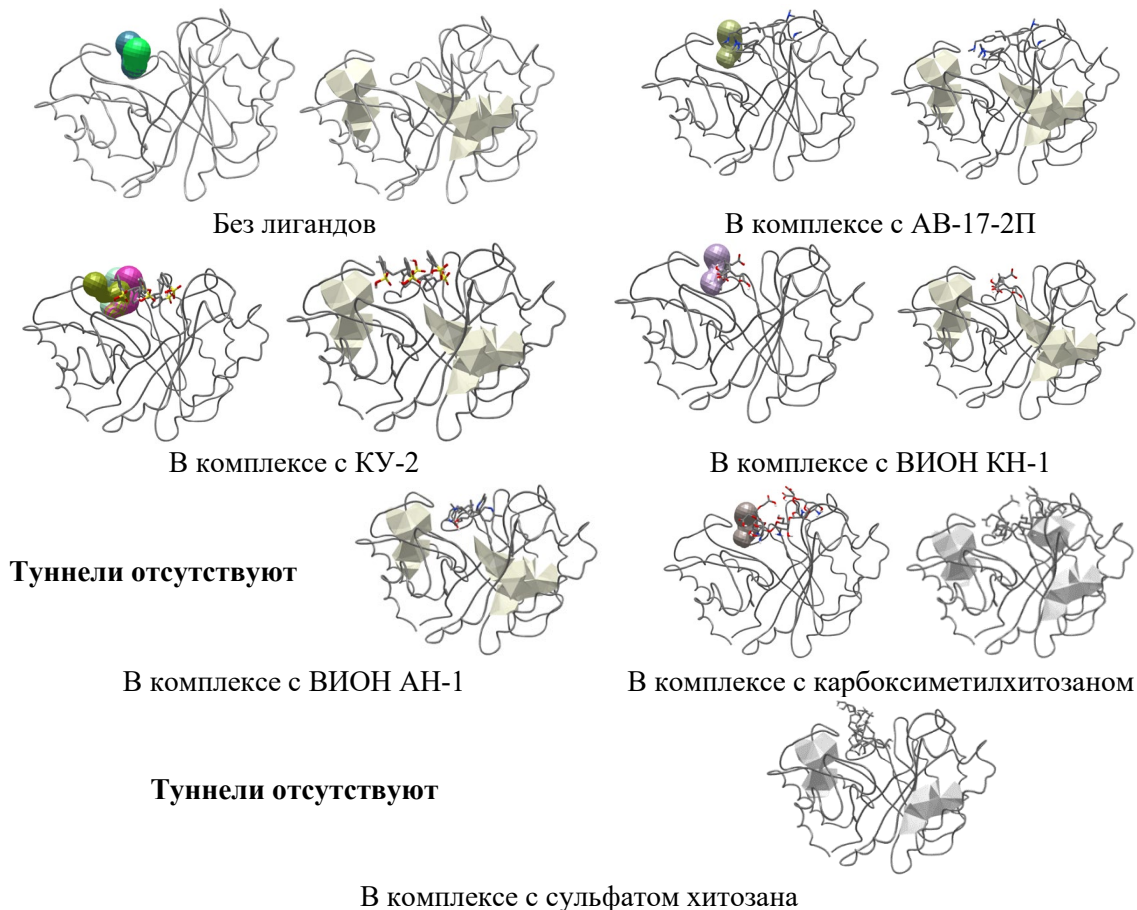 Без лигандов
В комплексе с АВ-17-2П
В комплексе с КУ-2
В комплексе с ВИОН КН-1
Туннели отсутствуют
В комплексе с ВИОН АН-1
В комплексе с карбоксиметилхитозаном
Туннели отсутствуют
В комплексе с сульфатом хитозана